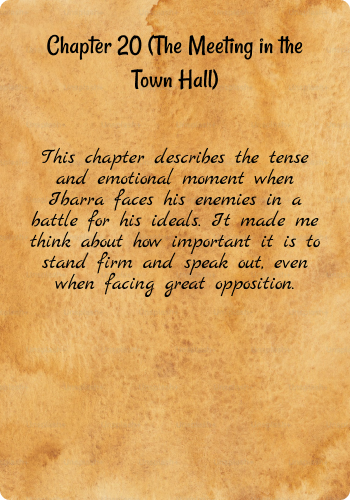 Chapter 20 (The Meeting in the
Town Hall)
This chapter describes the tense
and emotional moment when
Ibarra faces his enemies in a
battle for his ideals. It made me
think about how important it is to
stand firm and speak out, even
when facing great opposition.